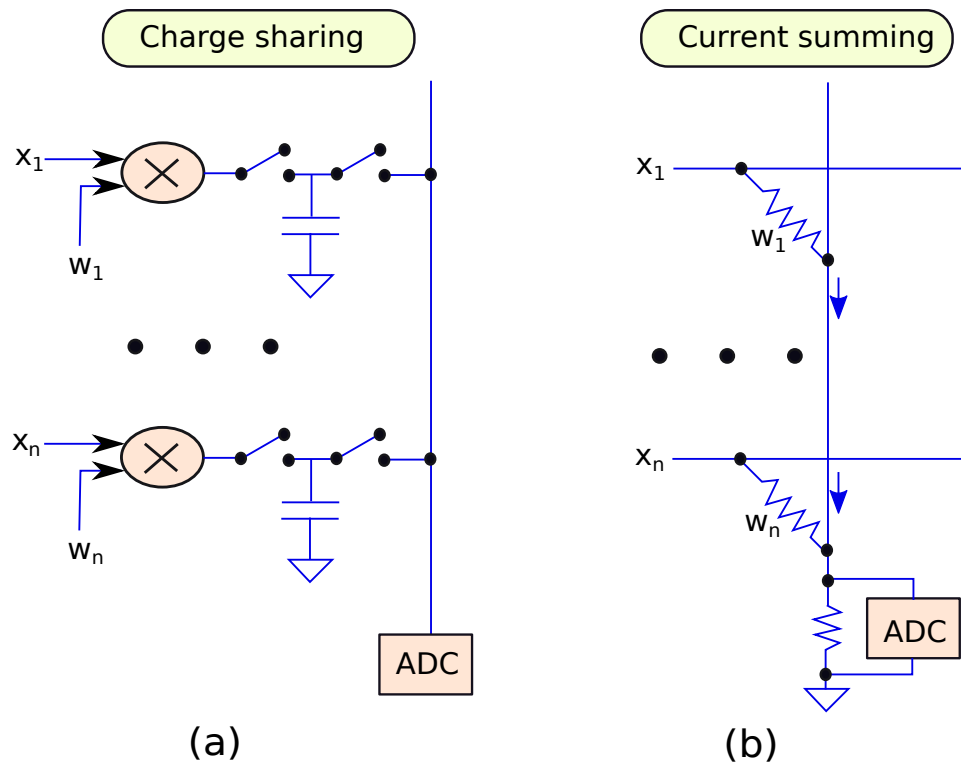 Charge sharing
x1
w1
xn
wn
ADC
(a)
Current summing
x1
w1
xn
wn
ADC
(b)